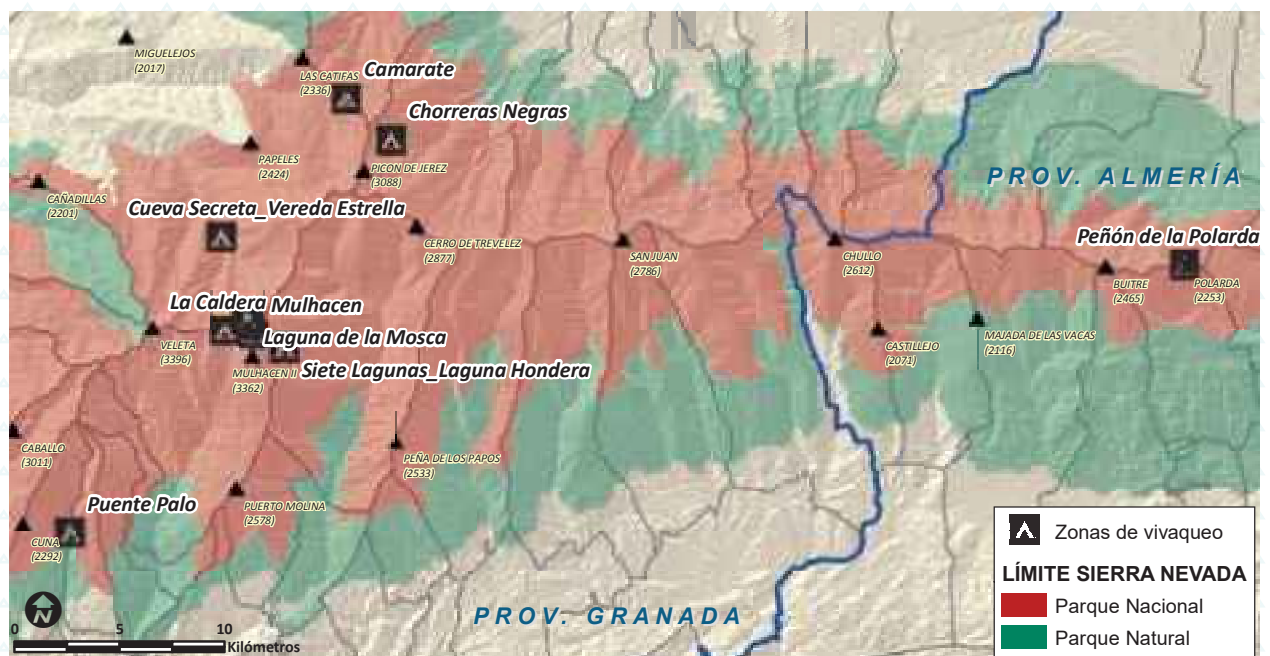 MIGUELEJOS
(2017)
LAS CATIFAS
(2336)
Camarate
Chorreras Negras
PAPELES
(2424)
PICON DE JEREZ
(3088)
CAÑADILLAS
(2201)
PROV. ALMERÍA
Cueva Secreta_Vereda Estrella
CERRO DE TREVELEZ
(2877)
SAN JUAN
(2786)
CHULLO
(2612)
Peñón de la Polarda
BUITRE
(2465)
POLARDA
(2253)
La Caldera
Mulhacen
Laguna de la Mosca
VELETA
(3396)
MULHACEN II
(3362)
Siete Lagunas_Laguna Hondera
CASTILLEJO
(2071)
MAJADA DE LAS VACAS
(2116)
CABALLO
(3011)
PEÑA DE LOS PAPOS
(2533)
Puente Palo
PUERTO MOLINA
(2578)
CUNA
(2292)
PROV. GRANADA
N
0 5 10
Kilómetros
Zonas de vivaqueo
LÍMITE SIERRA NEVADA
Parque Nacional
Parque Natural